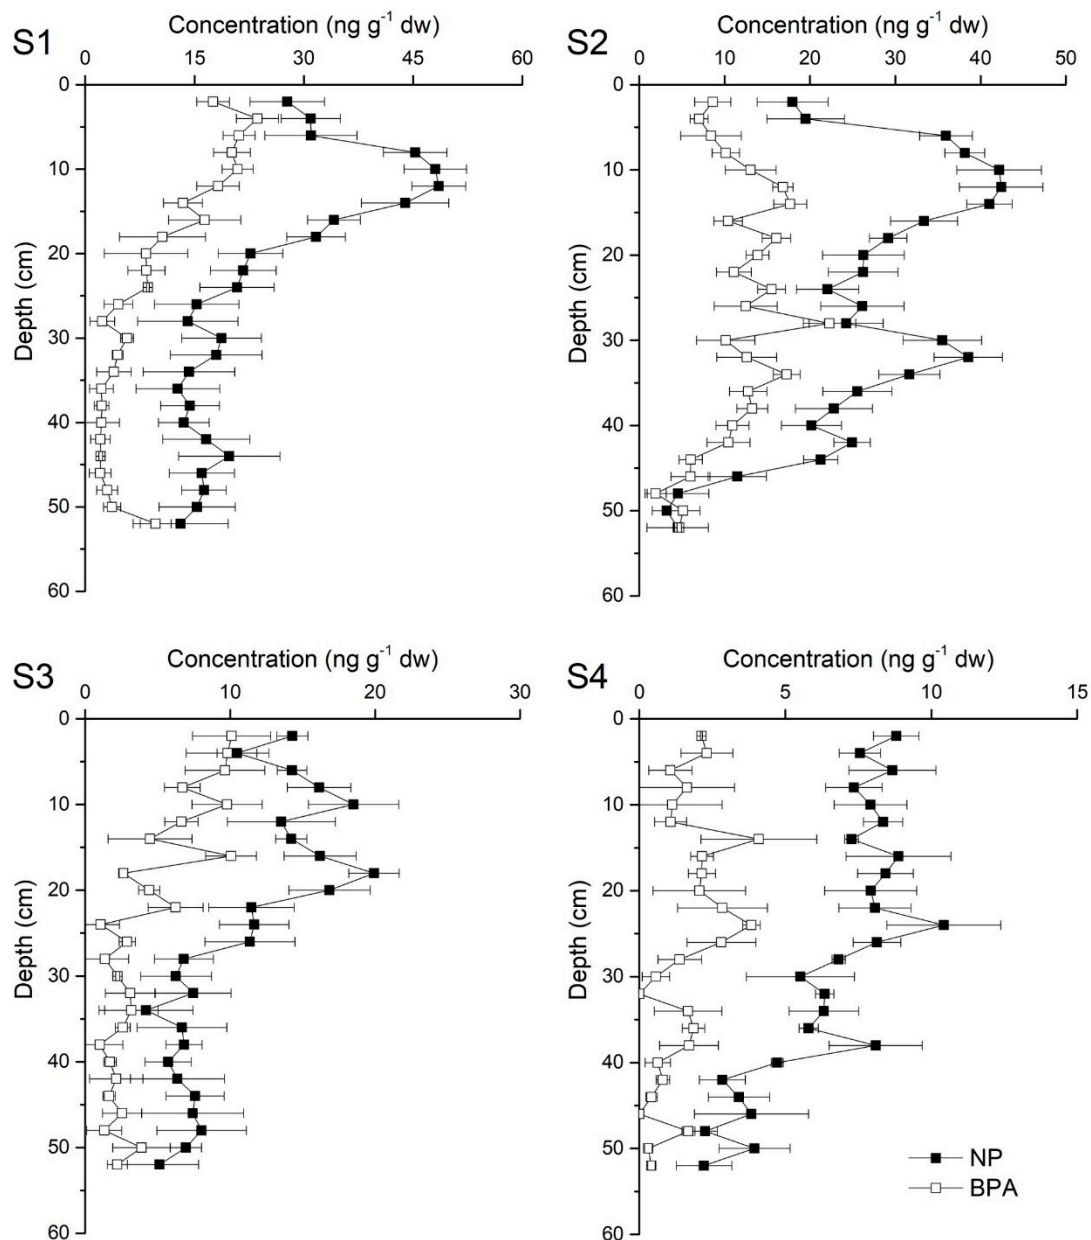 S1
Concentration (ng g⁻¹ dw)
0 15 30 45 60
Depth (cm)
0
10
20
30
40
50
60
S2
Concentration (ng g⁻¹ dw)
0 10 20 30 40 50
Depth (cm)
0
10
20
30
40
50
60
S3
Concentration (ng g⁻¹ dw)
0 10 20 30
Depth (cm)
0
10
20
30
40
50
60
S4
Concentration (ng g⁻¹ dw)
0 5 10 15
Depth (cm)
0
10
20
30
40
50
60
NP
BPA